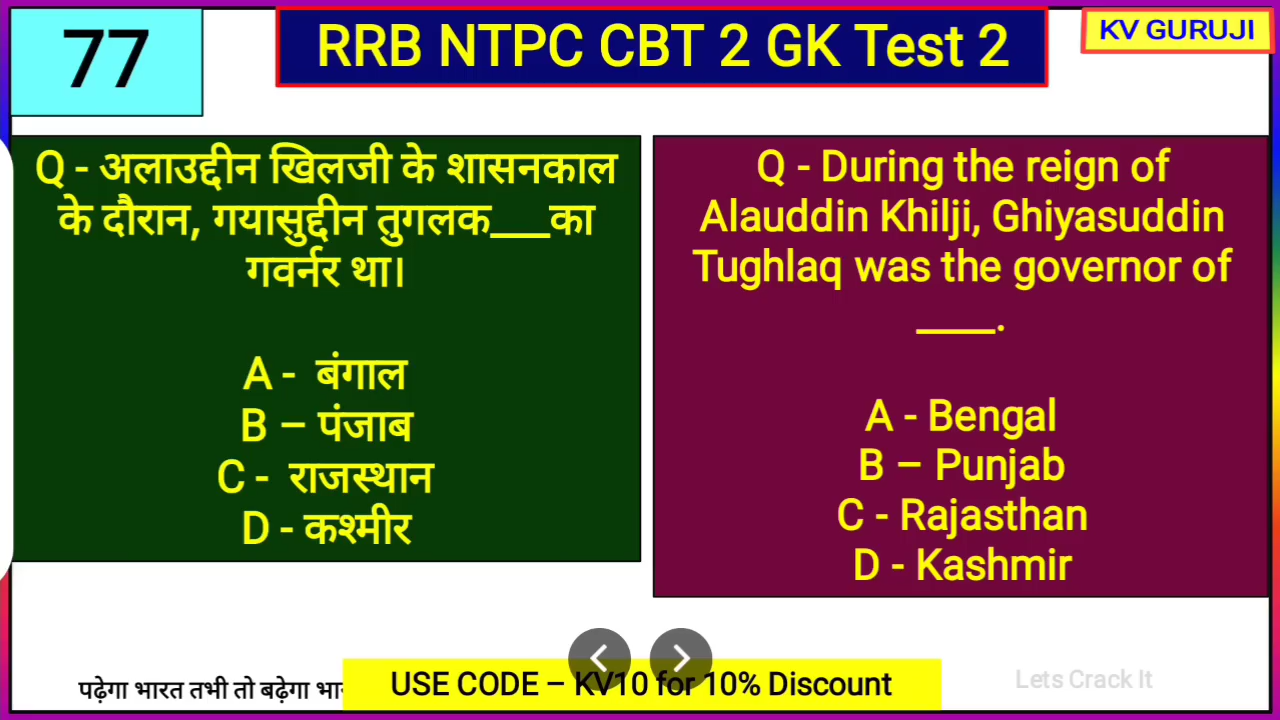 77
RRB NTPC CBT 2 GK Test 2
KV GURUJI
Q - अलाउद्दीन खिलजी के शासनकाल
के दौरान, गयासुद्दीन तुगलक___का
गवर्नर था।
A - बंगाल
B – पंजाब
C - राजस्थान
D - कश्मीर
Q - During the reign of
Alauddin Khilji, Ghiyasuddin
Tughlaq was the governor of
____.
A - Bengal
B – Punjab
C - Rajasthan
D - Kashmir
पढ़ेगा भारत तभी तो बढ़ेगा
USE CODE – KV10 for 10% Discount
Lets Crack It